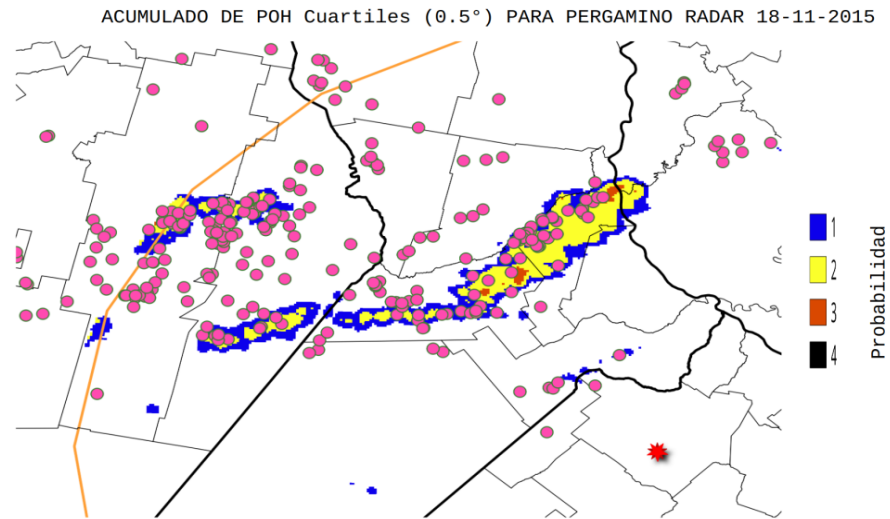 ACUMULADO DE POH Cuartiles (0.5°) PARA PERGAMINO RADAR 18-11-2015
1
2
3
4
Probabilidad